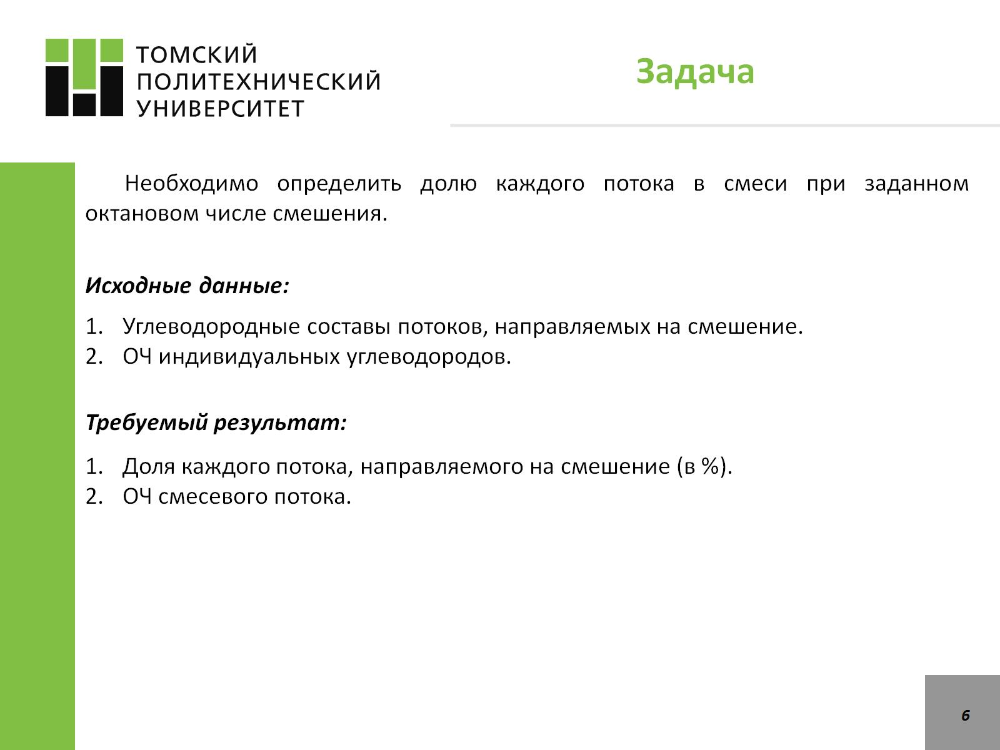 ТОМСКИЙ
ПОЛИТЕХНИЧЕСКИЙ
УНИВЕРСИТЕТ
Задача
Необходимо определить долю каждого потока в смеси при заданном
октановом числе смешения.
Исходные данные:
1. Углеводородные составы потоков, направляемых на смешение.
2. ОЧ индивидуальных углеводородов.
Требуемый результат:
1. Доля каждого потока, направляемого на смешение (в %).
2. ОЧ смесевого потока.
6